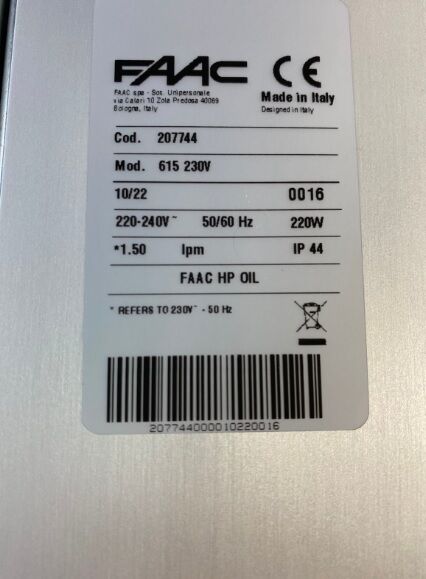 FAAC CE
FAAC spa - Soc. Unipersonale
via Calari 10 Zola Predosa 40069
Bologna, Italy
Made in Italy
Designed in Italy
Cod. 207744
Mod. 615 230V
10/22 0016
220-240V~ 50/60 Hz 220W
*1.50 lpm IP 44
FAAC HP OIL
* REFERS TO 230V~ - 50 Hz
207744000010220016